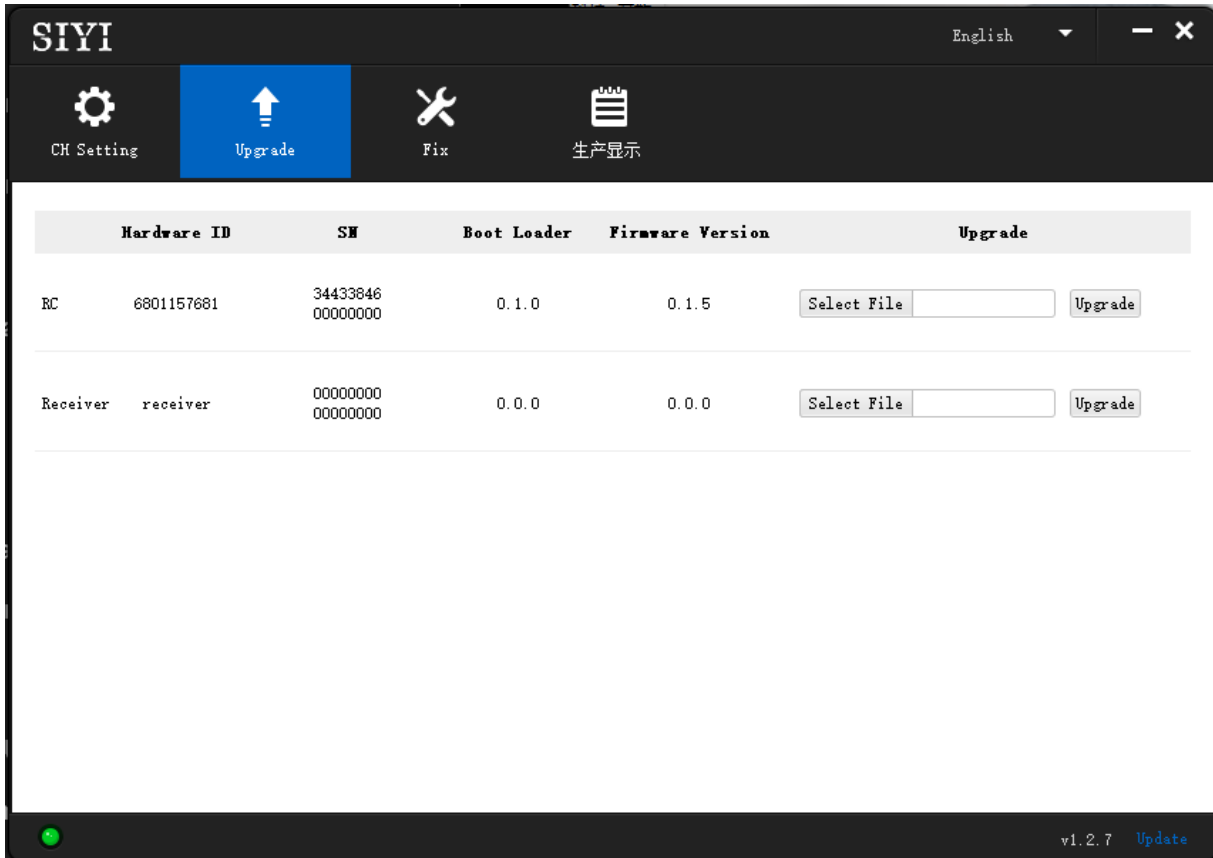 SIYI
English
CH Setting
Upgrade
Fix
生产显示
Hardware ID SN Boot Loader Firmware Version Upgrade
RC 6801157681 34433846 00000000 0.1.0 0.1.5 Select File Upgrade
Receiver receiver 00000000 00000000 0.0.0 0.0.0 Select File Upgrade
v1.2.7 Update